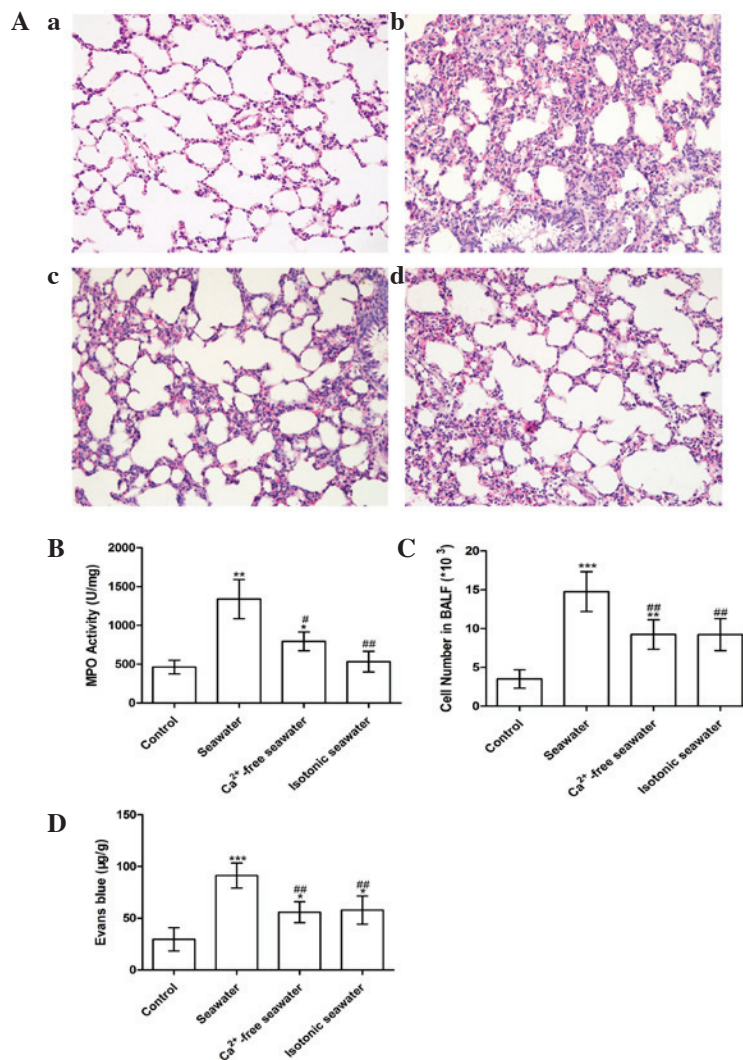 A a
b
c
d
B
MPO Activity (U/mg)
2000
1500
1000
500
0
**
#
*
##
Control
Seawater
Ca²⁺-free seawater
Isotonic seawater
C
Cell Number in BALF (*10 ³)
20
15
10
5
0
***
##
**
##
Control
Seawater
Ca²⁺-free seawater
Isotonic seawater
D
Evans blue (µg/g)
150
100
50
0
***
##
*
##
*
Control
Seawater
Ca²⁺-free seawater
Isotonic seawater